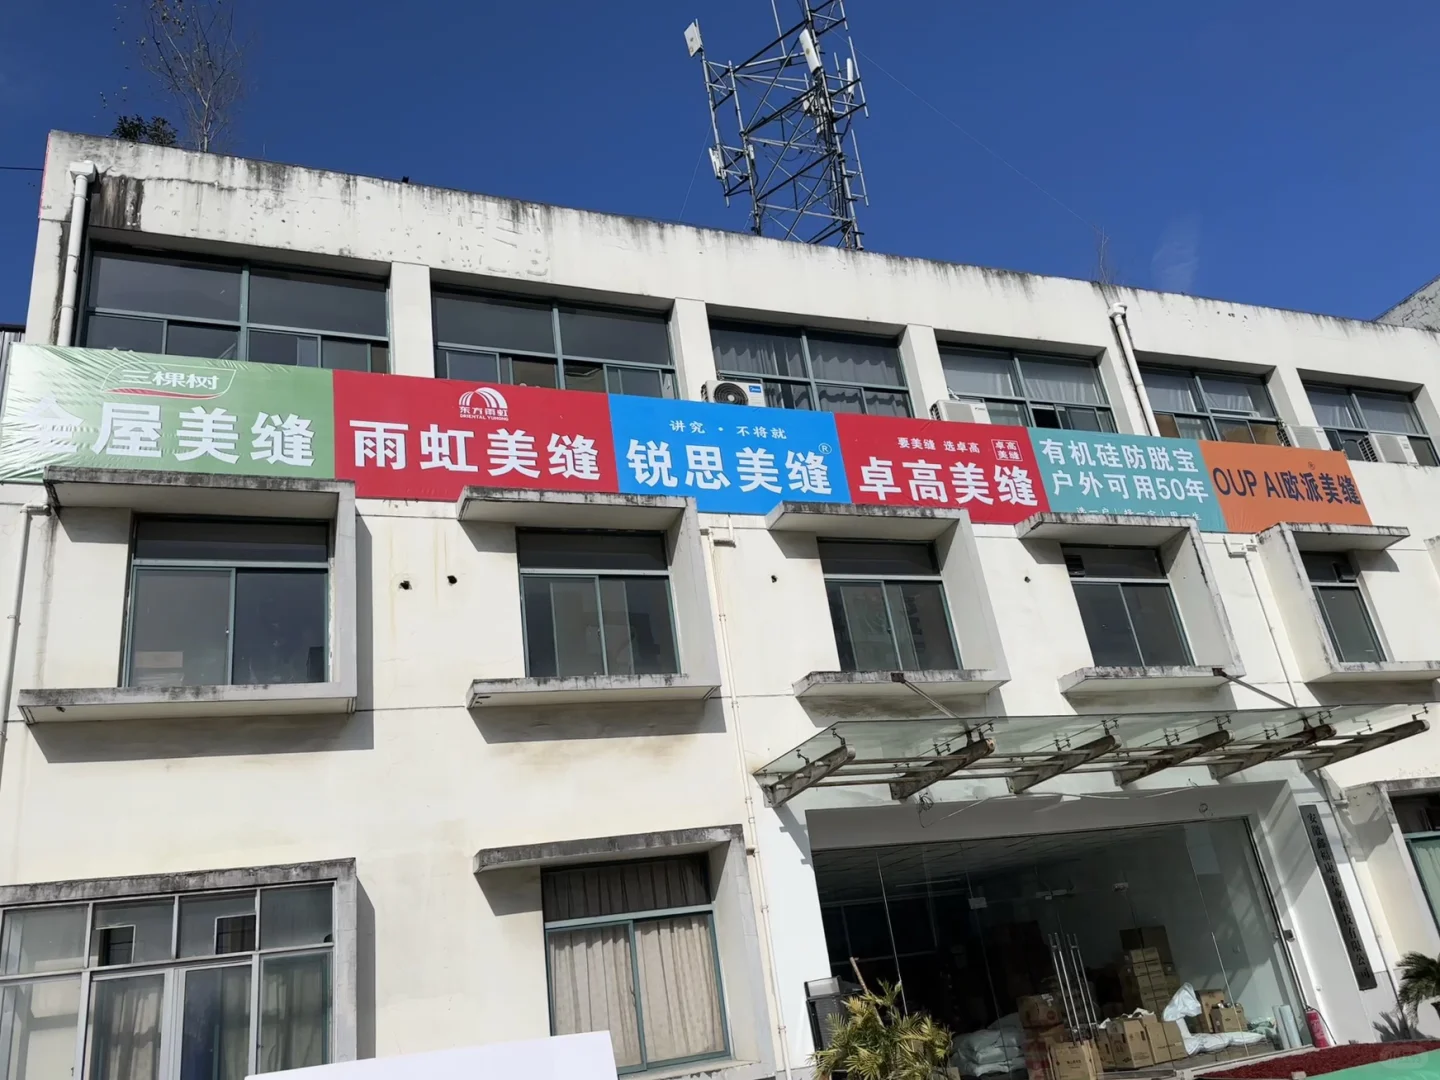 三棵树
全屋美缝
东方雨虹
ORIENTAL YUHONG
雨虹美缝
讲究·不将就
锐思美缝®
要美缝 选卓高
卓高
美缝
卓高美缝
有机硅防脱宝
户外可用50年
OUP AI欧派美缝
®